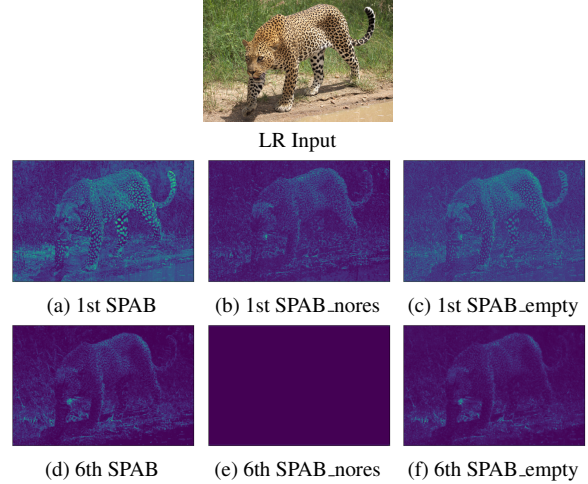 LR Input
(a) 1st SPAB
(b) 1st SPAB_nores
(c) 1st SPAB_empty
(d) 6th SPAB
(e) 6th SPAB_nores
(f) 6th SPAB_empty